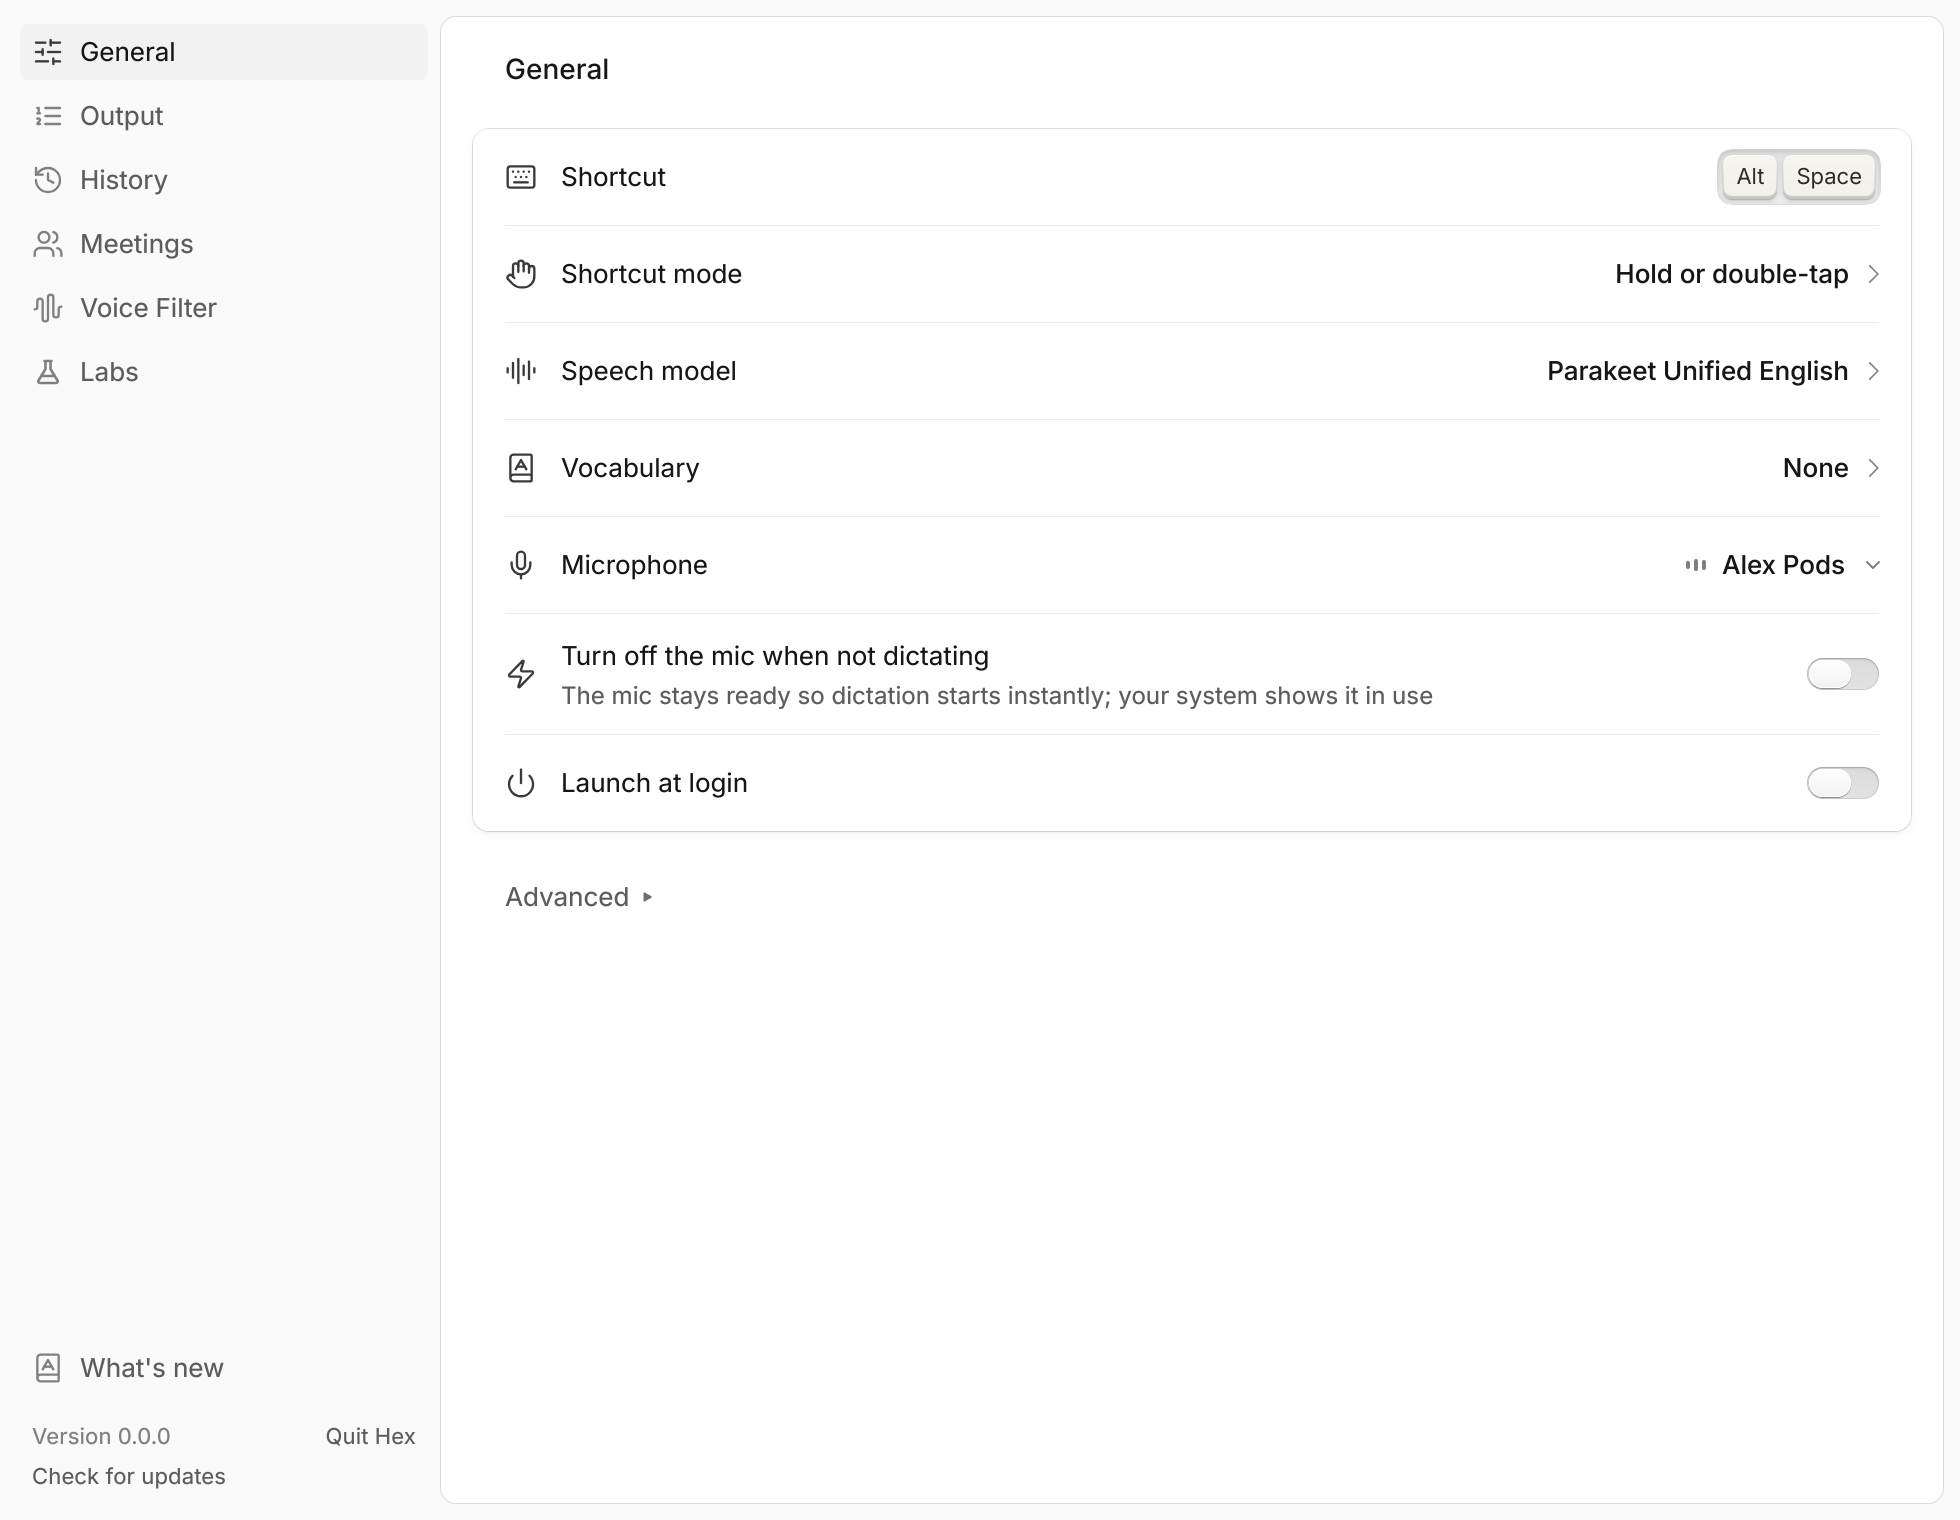 General
Output
History
Meetings
Voice Filter
Labs
What's new
Version 0.0.0
Quit Hex
Check for updates
General
Shortcut
Alt Space
Shortcut mode
Hold or double-tap
Speech model
Parakeet Unified English
Vocabulary
None
Microphone
Alex Pods
Turn off the mic when not dictating
The mic stays ready so dictation starts instantly; your system shows it in use
Launch at login
Advanced